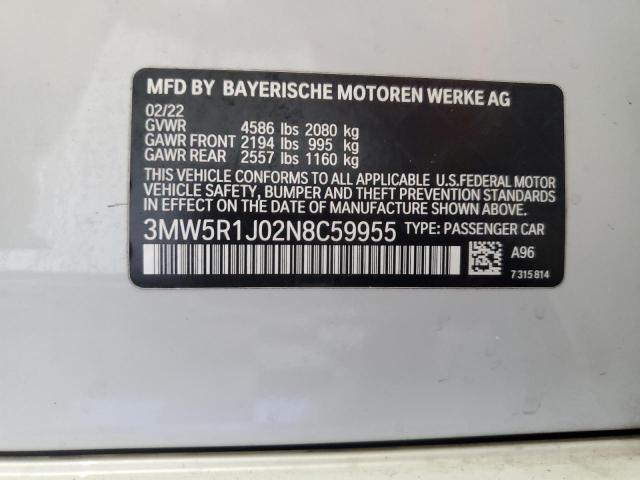 MFD BY BAYERISCHE MOTOREN WERKE AG
02/22
GVWR 4586 lbs 2080 kg
GAWR FRONT 2194 lbs 995 kg
GAWR REAR 2557 lbs 1160 kg
THIS VEHICLE CONFORMS TO ALL APPLICABLE U.S.FEDERAL MOTOR
VEHICLE SAFETY, BUMPER AND THEFT PREVENTION STANDARDS
IN EFFECT ON THE DATE OF MANUFACTURE SHOWN ABOVE.
3MW5R1J02N8C59955 TYPE: PASSENGER CAR
A96
7 315 814